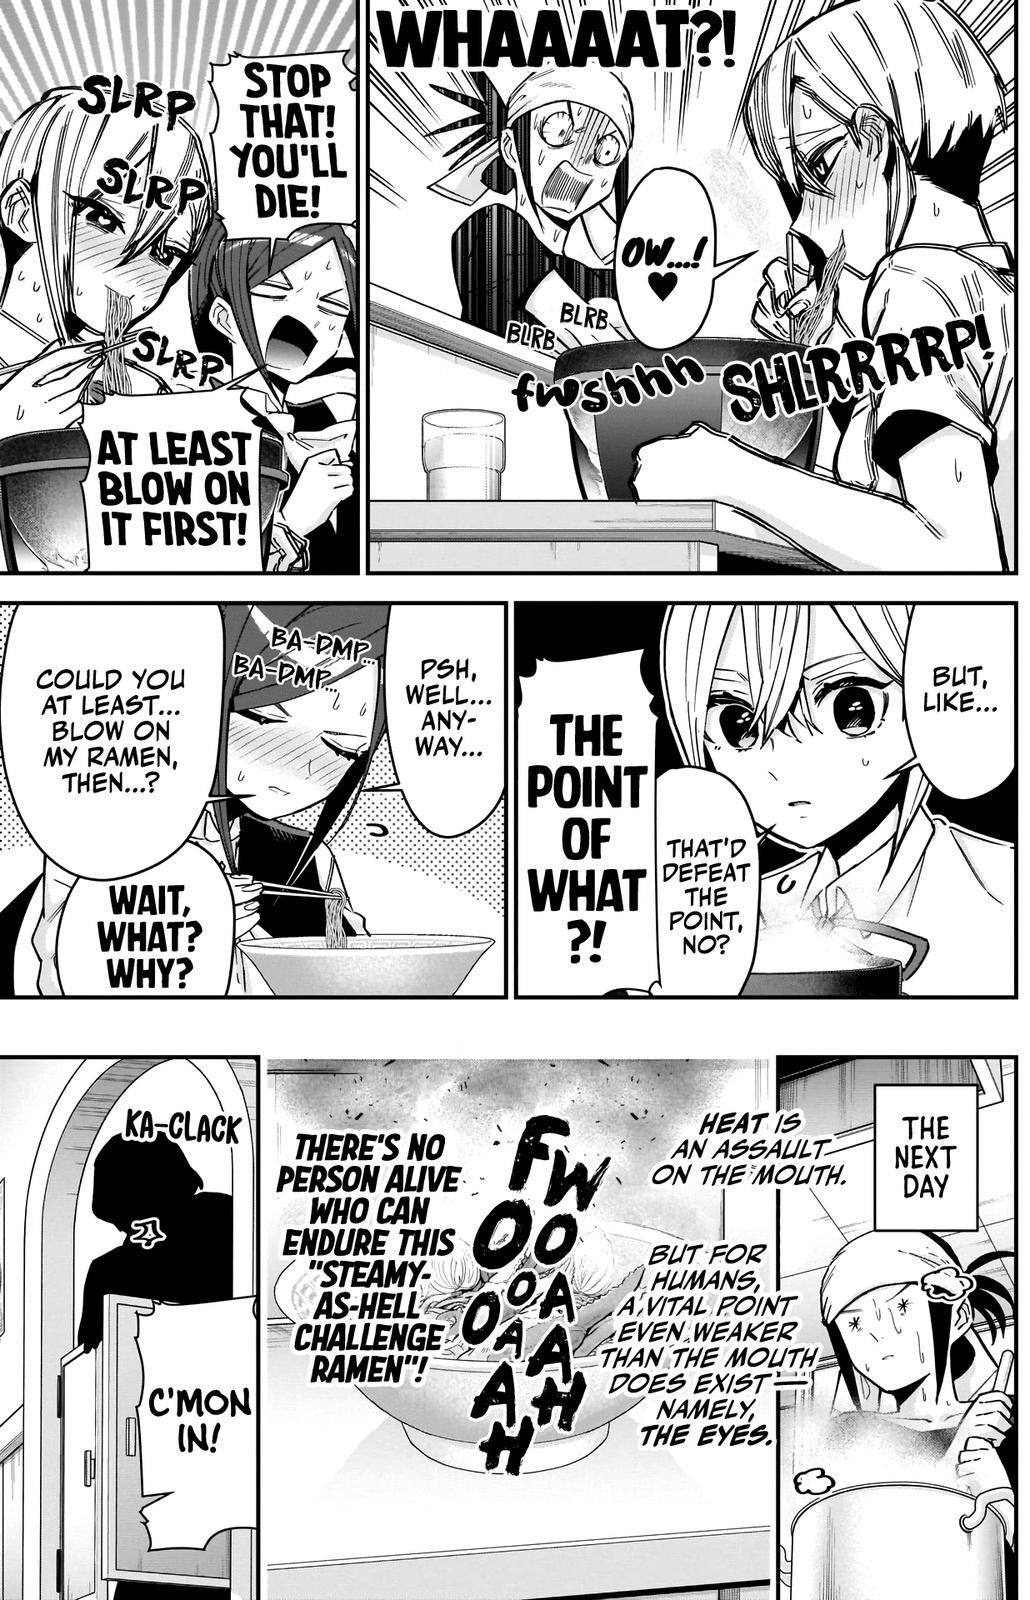 WHAAAAT?!
OW...!
♥
BLRB
BLRB
fwshhh
SHLRRRRRP!
SLRP
STOP
THAT!
YOU'LL
DIE!
SLRP
SLRP
AT LEAST
BLOW ON
IT FIRST!
BUT,
LIKE...
THAT'D
DEFEAT
THE
POINT,
NO?
THE
POINT
OF
WHAT
?!
PSH,
WELL...
ANY-
WAY...
BA-DMP...
BA-DMP...
COULD YOU
AT LEAST...
BLOW ON
MY RAMEN,
THEN...?
WAIT,
WHAT?
WHY?
THE
NEXT
DAY
HEAT IS
AN ASSAULT
ON THE MOUTH.
BUT FOR
HUMANS,
A VITAL POINT
EVEN WEAKER
THAN THE MOUTH
DOES EXIST—
NAMELY,
THE EYES.
FWOOOOOAAAAAAHH
THERE'S NO
PERSON ALIVE
WHO CAN
ENDURE THIS
"STEAMY-
AS-HELL
CHALLENGE
RAMEN"!
KA-CLACK
C'MON
IN!